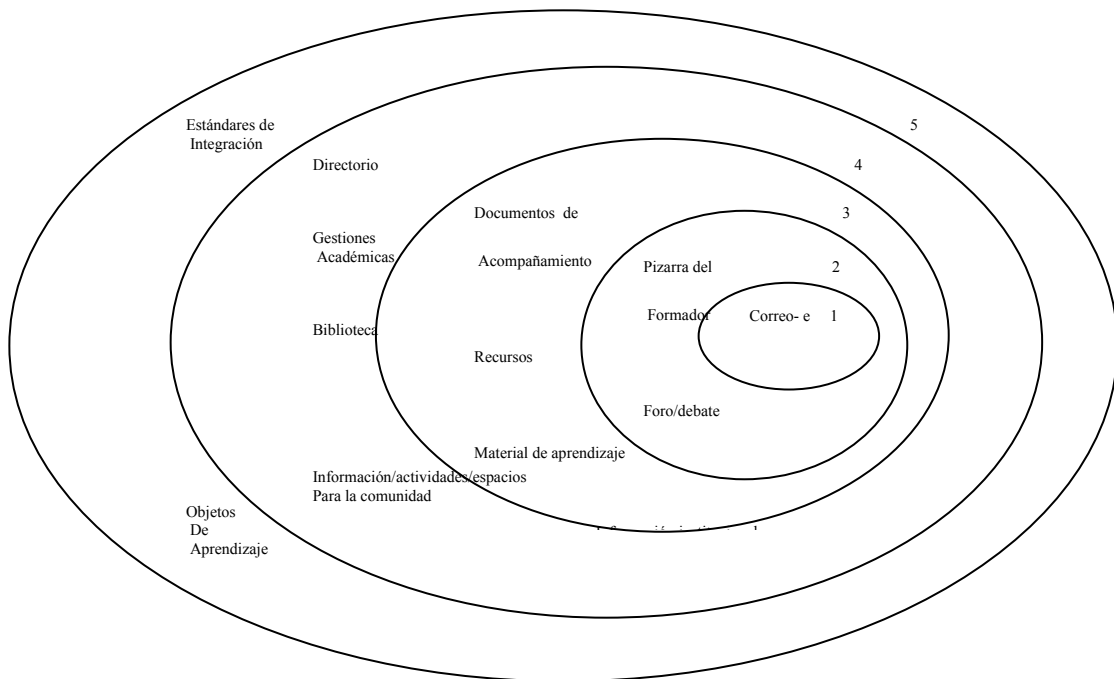 Estándares de
Integración
5
Directorio
4
Documentos de
3
Gestiones
Académicas
Acompañamiento
Pizarra del
2
Formador
Correo- e
1
Biblioteca
Recursos
Foro/debate
Material de aprendizaje
Información/actividades/espacios
Para la comunidad
Objetos
De
Aprendizaje